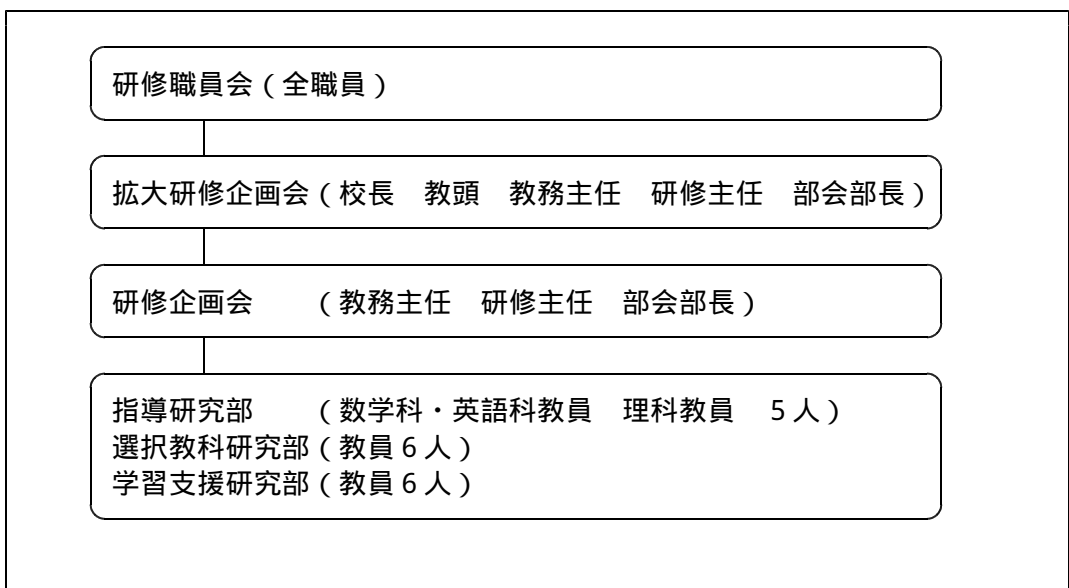 研修職員会（全職員）
拡大研修企画会（校長　教頭　教務主任　研修主任　部会部長）
研修企画会　　（教務主任　研修主任　部会部長）
指導研究部　　（数学科・英語科教員　理科教員　５人）
選択教科研究部（教員６人）
学習支援研究部（教員６人）